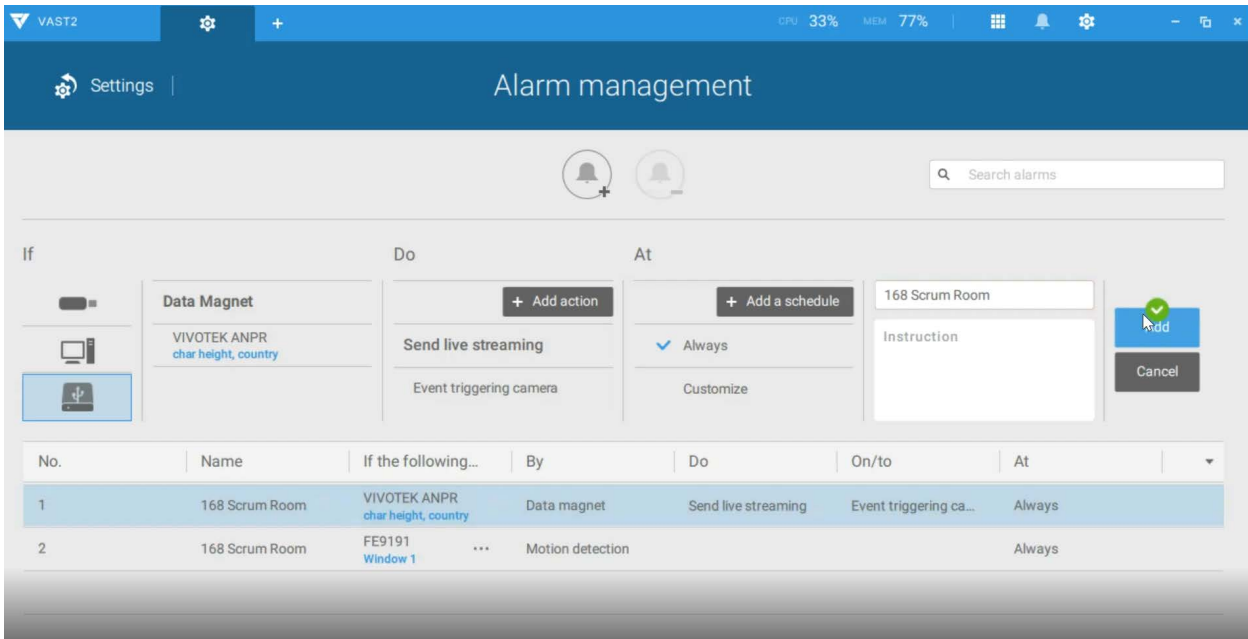 VAST2
+
CPU 33% MEM 77%
Settings
Alarm management
Search alarms
If
Do
At
Data Magnet
VIVOTEK ANPR
char height, country
+ Add action
Send live streaming
Event triggering camera
+ Add a schedule
Always
Customize
168 Scrum Room
Instruction
Add
Cancel
No. Name If the following... By Do On/to At
1 168 Scrum Room VIVOTEK ANPR Data magnet Send live streaming Event triggering ca... Always
char height, country
2 168 Scrum Room FE9191 ... Motion detection Always
Window 1